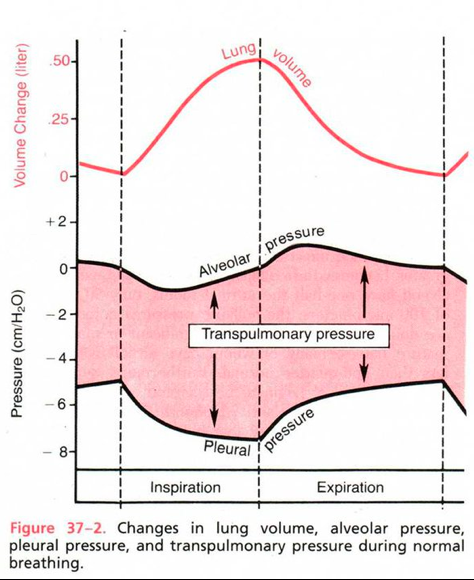 Volume Change (liter)
.50
.25
0
Lung volume
Pressure (cm/H2O)
+2
0
−2
−4
−6
− 8
Alveolar pressure
Transpulmonary pressure
Pleural pressure
Inspiration
Expiration
Figure 37–2. Changes in lung volume, alveolar pressure,
pleural pressure, and transpulmonary pressure during normal
breathing.